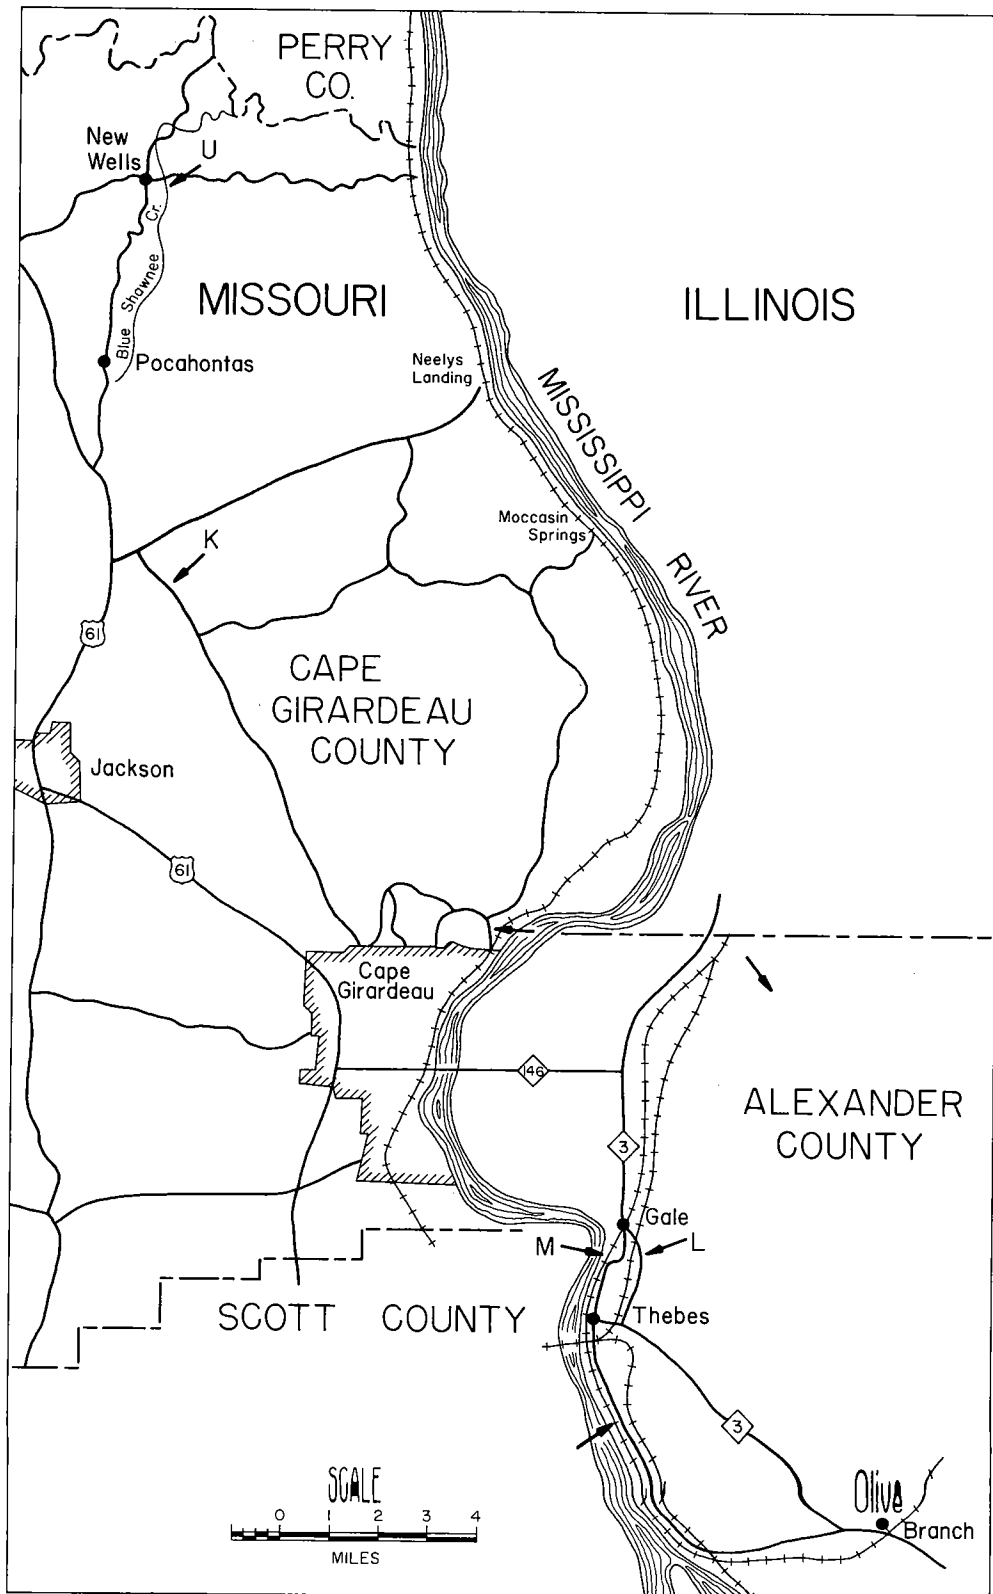 PERRY
CO.
New
Wells
U
Blue Shawnee Cr.
MISSOURI
ILLINOIS
Pocahontas
Neelys
Landing
MISSISSIPPI
RIVER
Moccasin
Springs
K
61
CAPE
GIRARDEAU
COUNTY
Jackson
61
Cape
Girardeau
146
ALEXANDER
COUNTY
3
Gale
M
L
SCOTT COUNTY
Thebes
3
SCALE
0 1 2 3 4
MILES
Olive
Branch